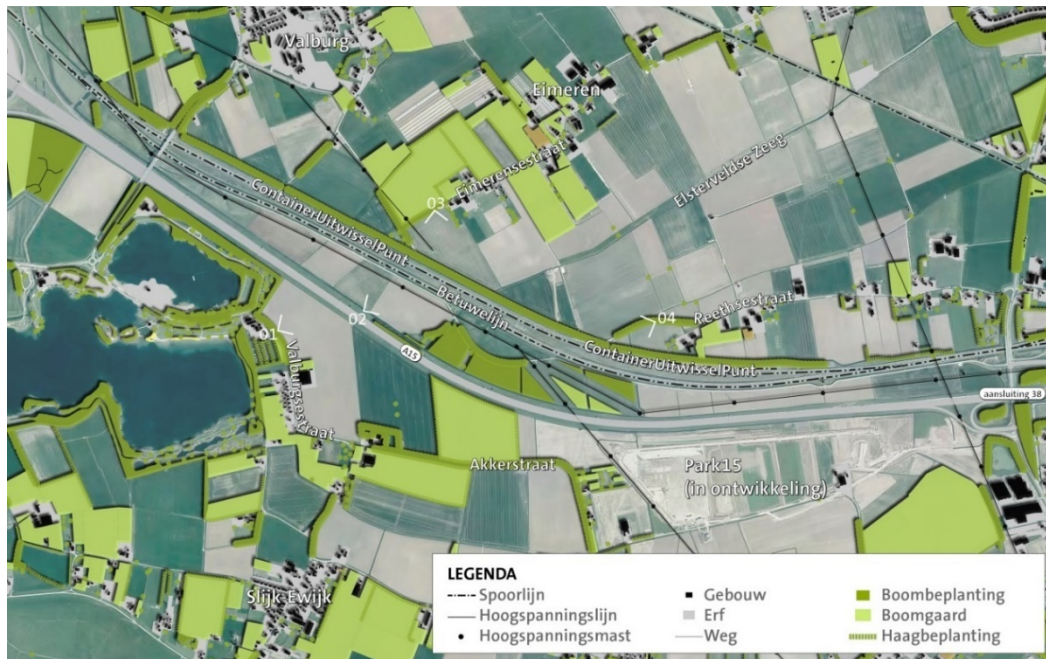 Valburg
Eimeren
Eimerensestraat
Elsterveldse Zeeg
03
ContainerUitwisselPunt
Betuwelijn
02
04
Reethsestraat
01
Valburgsestraat
A15
ContainerUitwisselPunt
aansluiting 38
Akkerstraat
Park15
(in ontwikkeling)
Slijk-Ewijk
LEGENDA
Spoorlijn
Hoogspanningslijn
Hoogspanningsmast
Gebouw
Erf
Weg
Boombeplanting
Boomgaard
Haagbeplanting